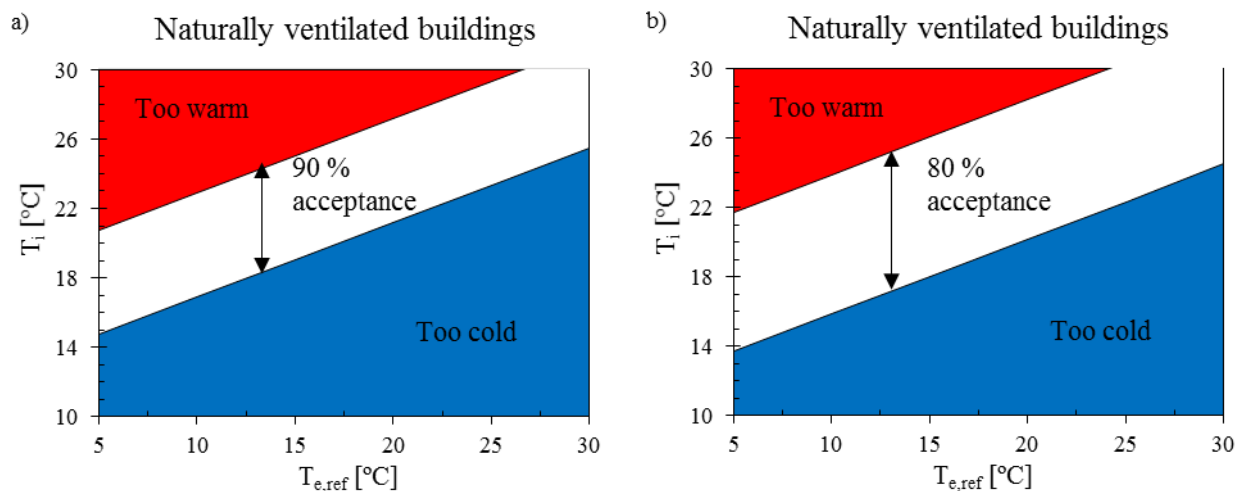 a)
Naturally ventilated buildings
30
26
22
18
14
10
Tᵢ [ºC]
Too warm
90 %
acceptance
Too cold
5
10
15
20
25
30
Tₑ,ref [ºC]
b)
Naturally ventilated buildings
30
26
22
18
14
10
Tᵢ [ºC]
Too warm
80 %
acceptance
Too cold
5
10
15
20
25
30
Tₑ,ref [ºC]